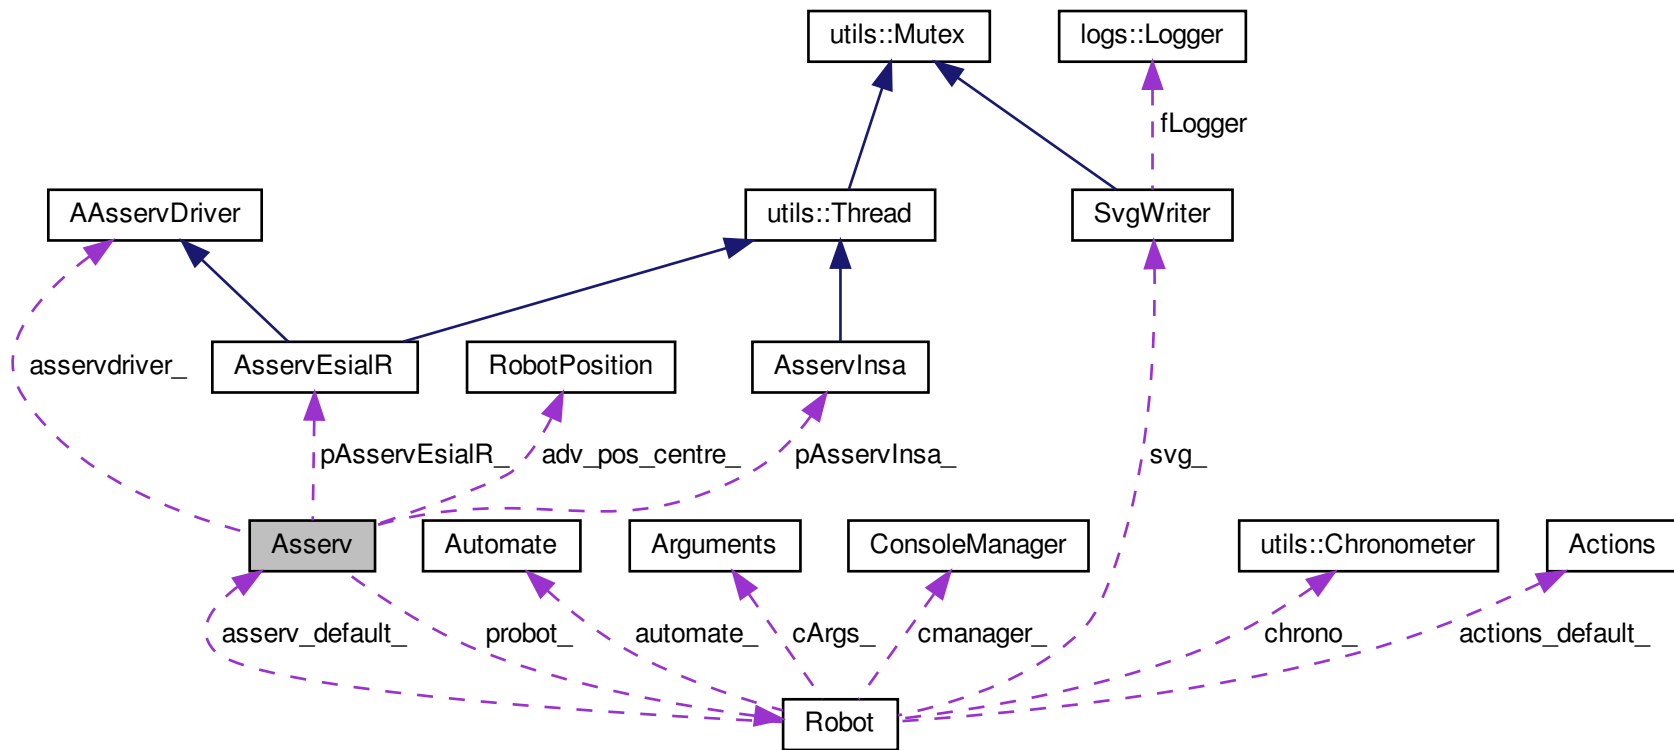 utils::Mutex
logs::Logger
fLogger
AAsservDriver
utils::Thread
SvgWriter
asservdriver_
AsservEsialR
RobotPosition
AsservInsa
pAsservEsialR_
adv_pos_centre_
pAsservInsa_
svg_
Asserv
Automate
Arguments
ConsoleManager
utils::Chronometer
Actions
asserv_default_
probot_
automate_
cArgs_
cmanager_
chrono_
actions_default_
Robot